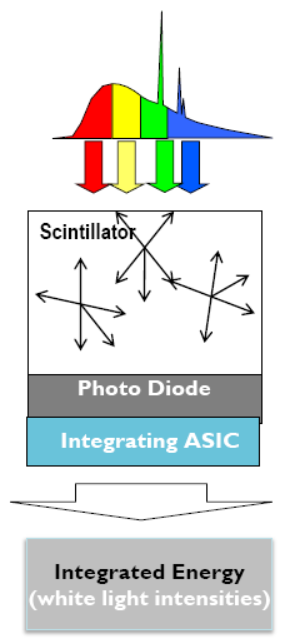 Scintillator
Photo Diode
Integrating ASIC
Integrated Energy
(white light intensities)